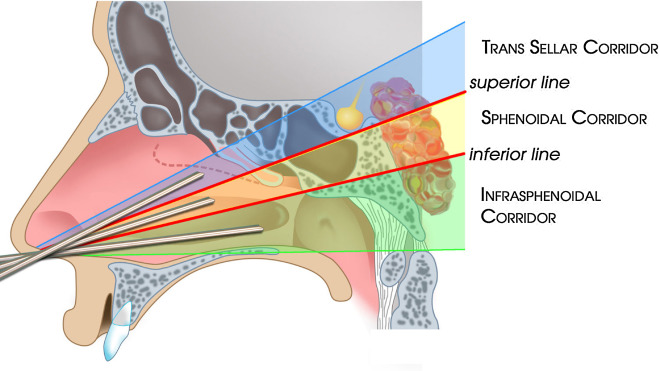 Trans Sellar Corridor
superior line
Sphenoidal Corridor
inferior line
Infrasphenoidal
Corridor